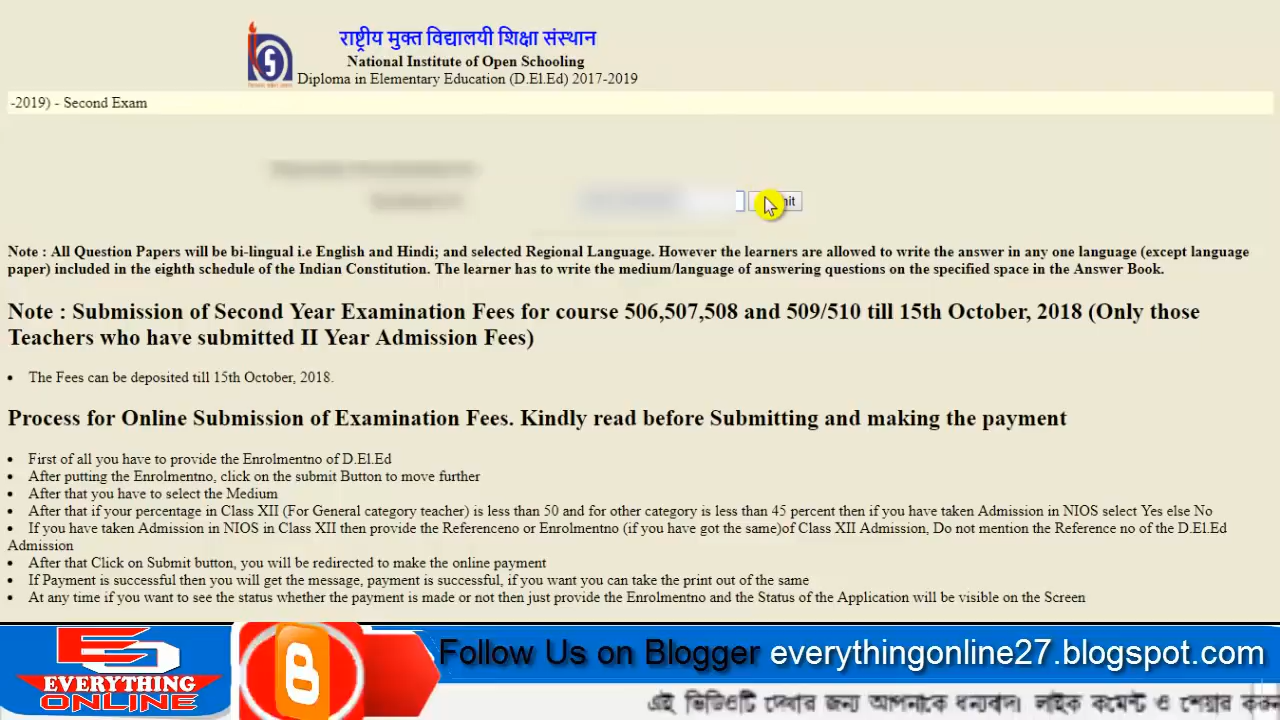 राष्ट्रीय मुक्त विद्यालयी शिक्षा संस्थान
National Institute of Open Schooling
Diploma in Elementary Education (D.El.Ed) 2017-2019
-2019) - Second Exam
Note : All Question Papers will be bi-lingual i.e English and Hindi; and selected Regional Language. However the learners are allowed to write the answer in any one language (except language
paper) included in the eighth schedule of the Indian Constitution. The learner has to write the medium/language of answering questions on the specified space in the Answer Book.
Note : Submission of Second Year Examination Fees for course 506,507,508 and 509/510 till 15th October, 2018 (Only those
Teachers who have submitted II Year Admission Fees)
• The Fees can be deposited till 15th October, 2018.
Process for Online Submission of Examination Fees. Kindly read before Submitting and making the payment
• First of all you have to provide the Enrolmentno of D.El.Ed
• After putting the Enrolmentno, click on the submit Button to move further
• After that you have to select the Medium
• After that if your percentage in Class XII (For General category teacher) is less than 50 and for other category is less than 45 percent then if you have taken Admission in NIOS select Yes else No
• If you have taken Admission in NIOS in Class XII then provide the Referenceno or Enrolmentno (if you have got the same)of Class XII Admission, Do not mention the Reference no of the D.El.Ed
Admission
• After that Click on Submit button, you will be redirected to make the online payment
• If Payment is successful then you will get the message, payment is successful, if you want you can take the print out of the same
• At any time if you want to see the status whether the payment is made or not then just provide the Enrolmentno and the Status of the Application will be visible on the Screen
EVERYTHING
ONLINE
Follow Us on Blogger everythingonline27.blogspot.com
এই ভিডিওটি দেখার জন্য আপনাকে ধন্যবাদ। লাইক কমেন্ট ও শেয়ার